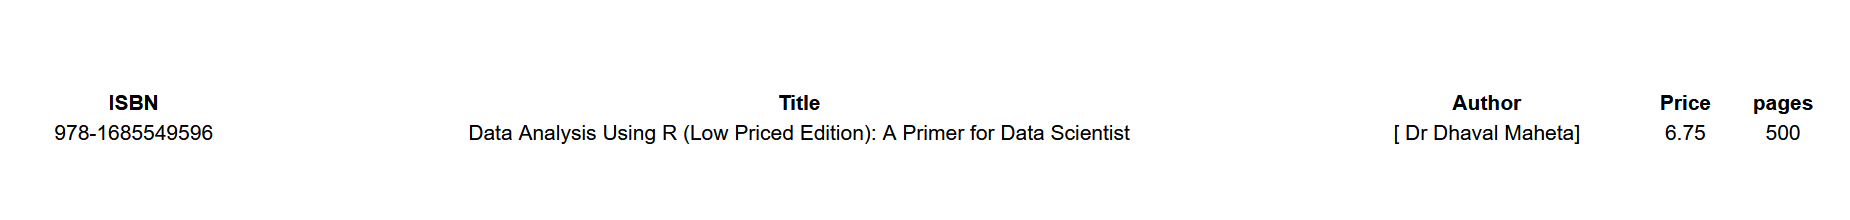 ISBN Title Author Price pages
978-1685549596 Data Analysis Using R (Low Priced Edition): A Primer for Data Scientist [ Dr Dhaval Maheta] 6.75 500